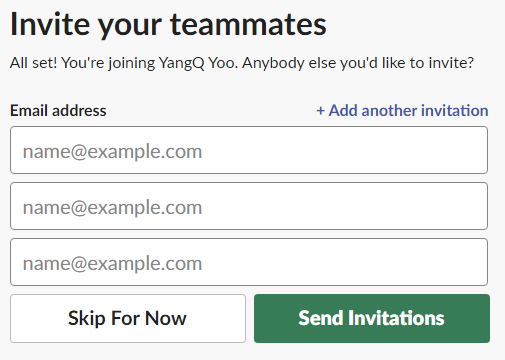 Invite your teammates
All set! You're joining YangQ Yoo. Anybody else you'd like to invite?
Email address
+ Add another invitation
name@example.com
name@example.com
name@example.com
Skip For Now
Send Invitations